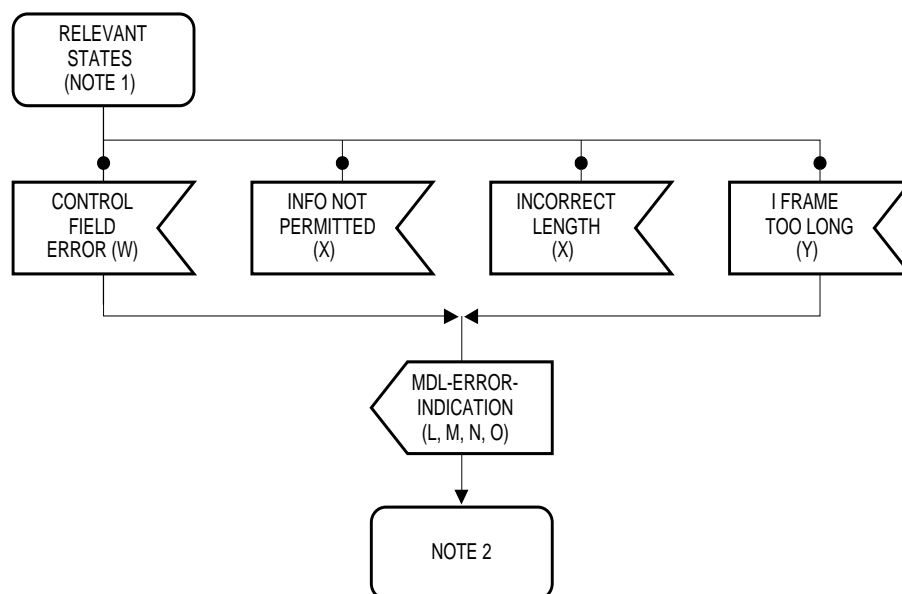 RELEVANT
STATES
(NOTE 1)
CONTROL
FIELD
ERROR (W)
INFO NOT
PERMITTED
(X)
INCORRECT
LENGTH
(X)
I FRAME
TOO LONG
(Y)
MDL-ERROR-
INDICATION
(L, M, N, O)
NOTE 2